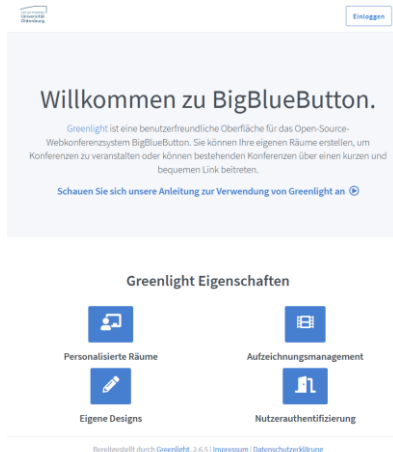 Universität
Oldenburg
Einloggen
Willkommen zu BigBlueButton.
Greenlight ist eine benutzerfreundliche Oberfläche für das Open-Source-
Webkonferenzsystem BigBlueButton. Sie können Ihre eigenen Räume erstellen, um
Konferenzen zu veranstalten oder können bestehenden Konferenzen über einen kurzen und
bequemen Link beitreten.
Schauen Sie sich unsere Anleitung zur Verwendung von Greenlight an
Greenlight Eigenschaften
Personalisierte Räume
Aufzeichnungsmanagement
Eigene Designs
Nutzerauthentifizierung
Bereitgestellt durch Greenlight. 2.6.5 | Impressum | Datenschutzerklärung